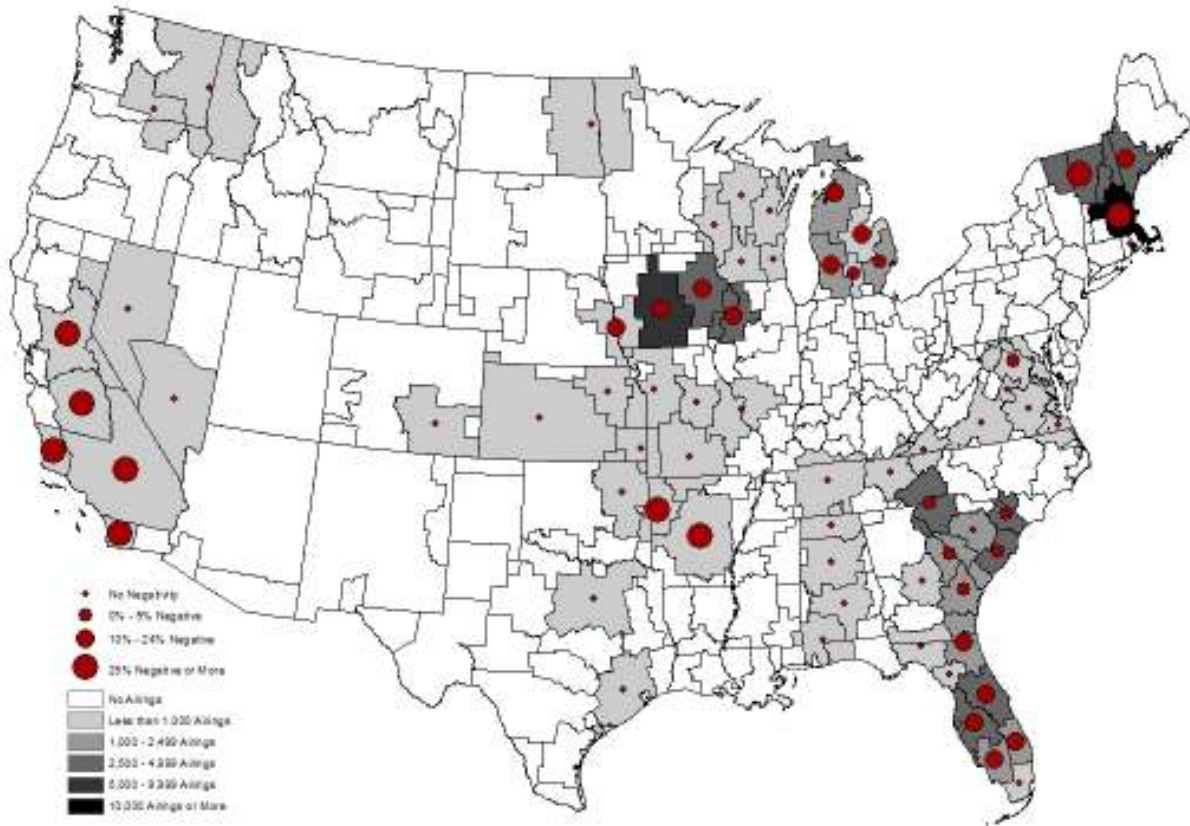 No Negativity
0% - 9% Negative
10% - 24% Negative
25% Negative or More
No Airings
Less than 1,000 Airings
1,000 - 2,499 Airings
2,500 - 4,999 Airings
5,000 - 9,999 Airings
10,000 Airings or More